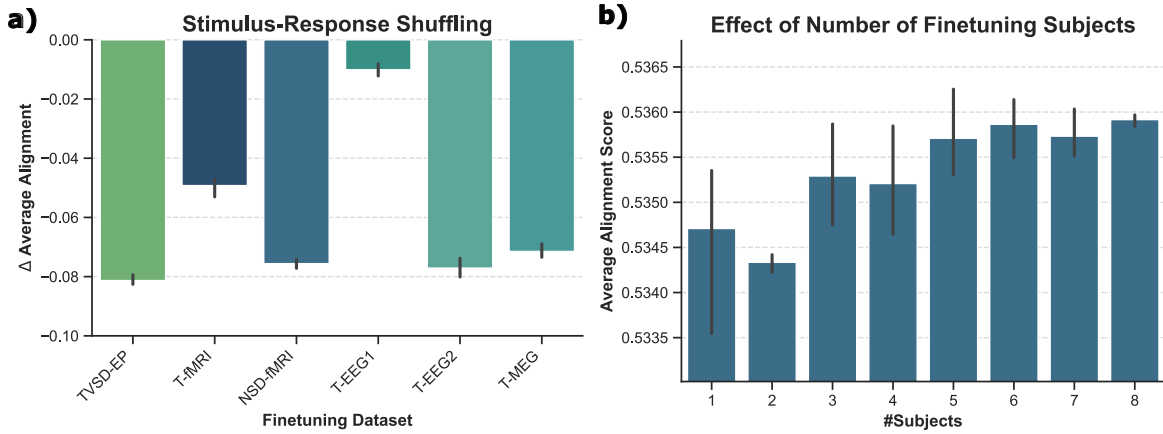 a)
Stimulus-Response Shuffling
Δ Average Alignment
0.00
−0.02
−0.04
−0.06
−0.08
−0.10
TVSD-EP
T-fMRI
NSD-fMRI
T-EEG1
T-EEG2
T-MEG
Finetuning Dataset
b)
Effect of Number of Finetuning Subjects
Average Alignment Score
0.5365
0.5360
0.5355
0.5350
0.5345
0.5340
0.5335
1 2 3 4 5 6 7 8
#Subjects